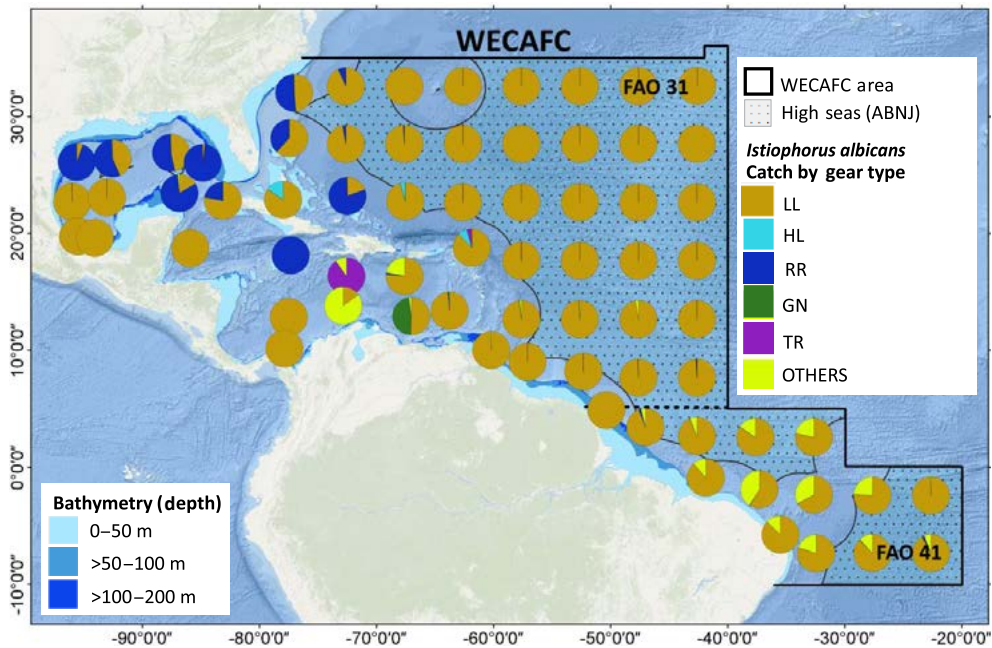 WECAFC
FAO 31
WECAFC area
High seas (ABNJ)
Istiophorus albicans
Catch by gear type
LL
HL
RR
GN
TR
OTHERS
30°0'0"
20°0'0"
10°0'0"
0°0'0"
-10°0'0"
Bathymetry (depth)
0–50 m
>50–100 m
>100–200 m
FAO 41
-90°0'0" -80°0'0" -70°0'0" -60°0'0" -50°0'0" -40°0'0" -30°0'0" -20°0'0"